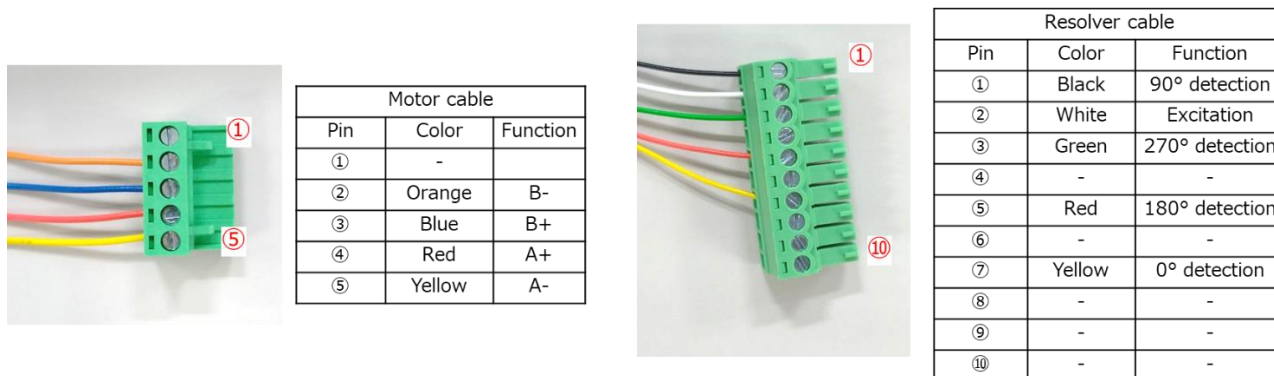 ①
⑤
Motor cable
Pin Color Function
① -
② Orange B-
③ Blue B+
④ Red A+
⑤ Yellow A-
①
⑩
Resolver cable
Pin Color Function
① Black 90° detection
② White Excitation
③ Green 270° detection
④ - -
⑤ Red 180° detection
⑥ - -
⑦ Yellow 0° detection
⑧ - -
⑨ - -
⑩ - -